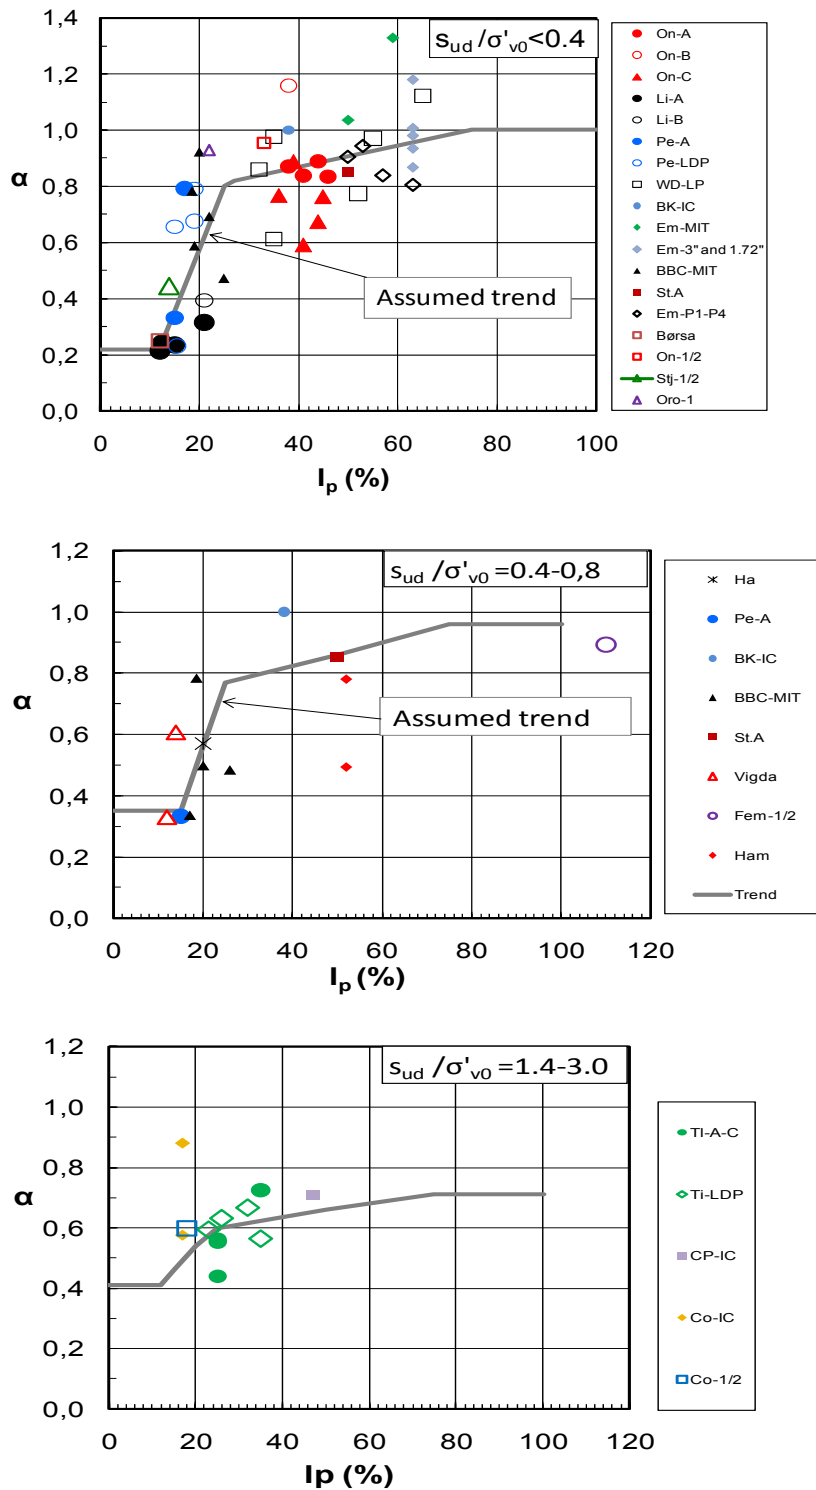 s_ud /σ'_v0<0.4
1,4
1,2
1,0
0,8
0,6
0,4
0,2
0,0
α
Assumed trend
0 20 40 60 80 100
I_p (%)
On-A
On-B
On-C
Li-A
Li-B
Pe-A
Pe-LDP
WD-LP
BK-IC
Em-MIT
Em-3" and 1.72"
BBC-MIT
St.A
Em-P1-P4
Børsa
On-1/2
Stj-1/2
Oro-1
s_ud /σ'_v0 =0.4-0,8
1,2
1,0
0,8
0,6
0,4
0,2
0,0
α
Assumed trend
0 20 40 60 80 100 120
I_p (%)
Ha
Pe-A
BK-IC
BBC-MIT
St.A
Vigda
Fem-1/2
Ham
Trend
s_ud /σ'_v0 =1.4-3.0
1,2
1,0
0,8
0,6
0,4
0,2
0,0
α
0 20 40 60 80 100 120
Ip (%)
TI-A-C
Ti-LDP
CP-IC
Co-IC
Co-1/2